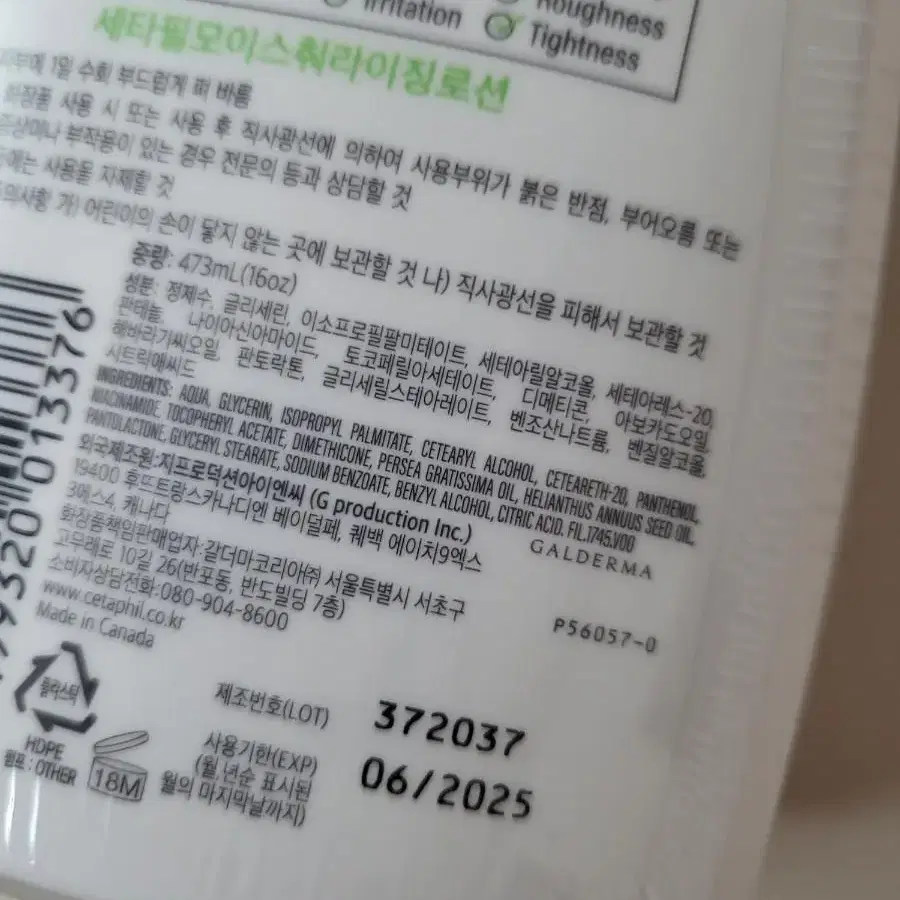 Irritation
Roughness
Tightness
세타필모이스춰라이징로션
1일 수회 부드럽게 펴 바름
화장품 사용 시 또는 사용 후 직사광선에 의하여 사용부위가 붉은 반점, 부어오름 또는
부작용이 있는 경우 전문의 등과 상담할 것
사용을 자제할 것
가) 어린이의 손이 닿지 않는 곳에 보관할 것 나) 직사광선을 피해서 보관할 것
중량: 473mL(16oz)
성분: 정제수, 글리세린, 이소프로필팔미테이트, 세테아릴알코올, 세테아레스-20,
판테놀, 나이아신아마이드, 토코페릴아세테이트, 디메티콘, 아보카도오일,
해바라기씨오일, 판토락톤, 글리세릴스테아레이트, 벤조산나트륨, 벤질알코올,
시트릭애씨드
INGREDIENTS: AQUA, GLYCERIN, ISOPROPYL PALMITATE, CETEARYL ALCOHOL, CETEARETH-20, PANTHENOL,
NIACINAMIDE, TOCOPHERYL ACETATE, DIMETHICONE, PERSEA GRATISSIMA OIL, HELIANTHUS ANNUUS SEED OIL,
PANTOLACTONE, GLYCERYL STEARATE, SODIUM BENZOATE, BENZYL ALCOHOL, CITRIC ACID. FIL.1745.V00
외국제조원:지프로덕션아이엔씨 (G production Inc.)
19400 후뜨트랑스카나디엔 베이덜페, 퀘백 에이치9엑스
3에스4, 캐나다
화장품책임판매업자:갈더마코리아㈜ 서울특별시 서초구
고무래로 10길 26(반포동, 반도빌딩 7층)
소비자상담전화:080-904-8600
www.cetaphil.co.kr
Made in Canada
GALDERMA
P56057-0
9320013376
플라스틱
HDPE
펌프 : OTHER
18M
제조번호(LOT)
372037
사용기한(EXP)
(월,년순 표시된
월의 마지막날까지)
06/2025